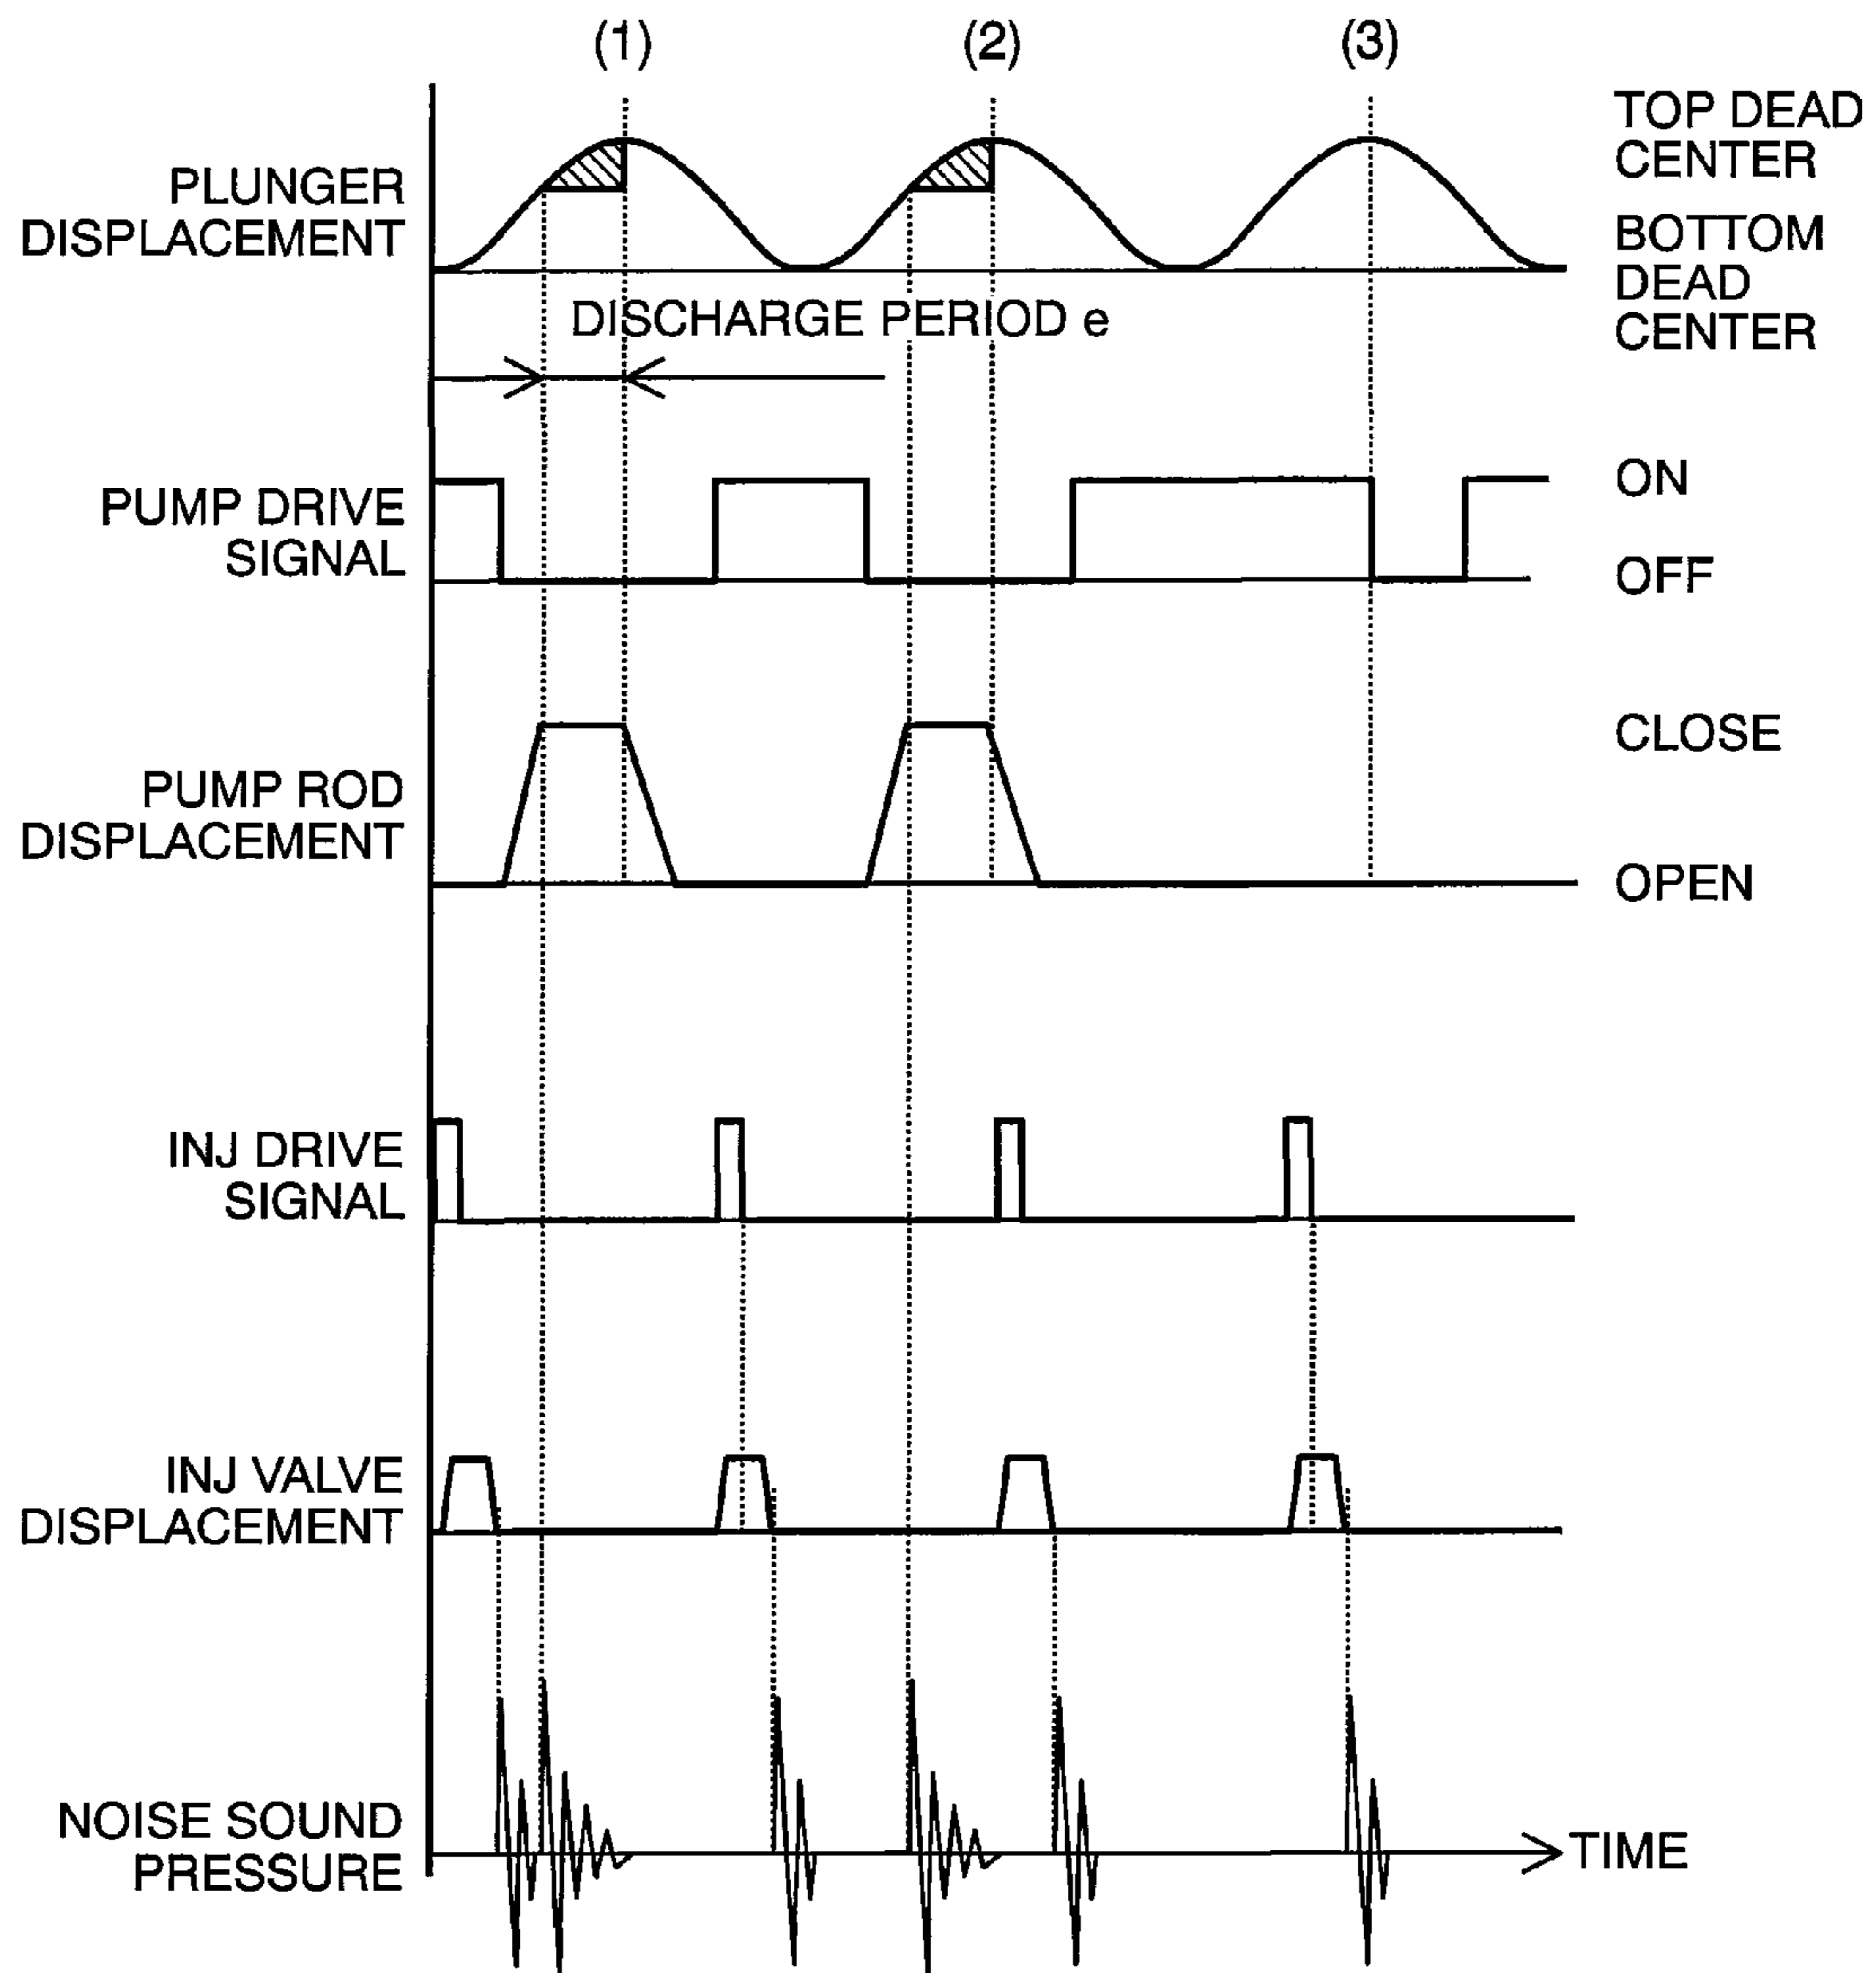 (1)
(2)
(3)
TOP DEAD
CENTER
PLUNGER
DISPLACEMENT
BOTTOM
DEAD
CENTER
DISCHARGE PERIOD e
PUMP DRIVE
SIGNAL
ON
OFF
PUMP ROD
DISPLACEMENT
CLOSE
OPEN
INJ DRIVE
SIGNAL
INJ VALVE
DISPLACEMENT
NOISE SOUND
PRESSURE
TIME